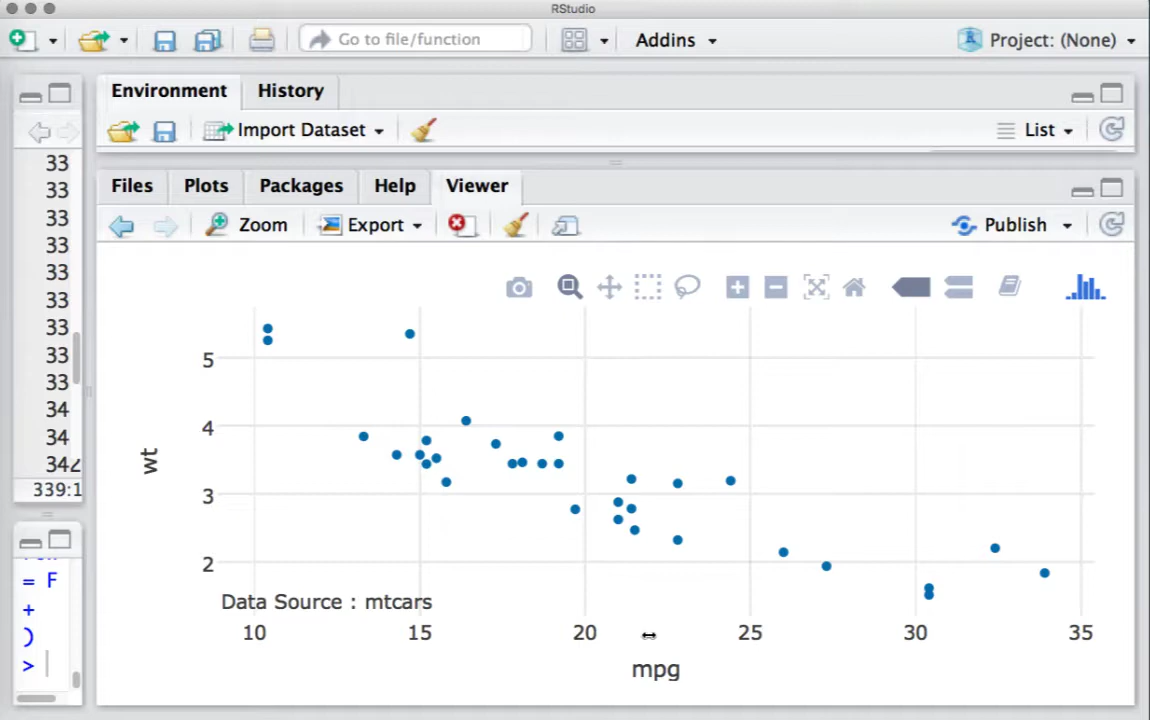 RStudio
Go to file/function
Addins
Project: (None)
Environment
History
Import Dataset
List
33
33
33
33
33
33
33
33
33
34
34
342
339:1
= F
+
)
>
Files
Plots
Packages
Help
Viewer
Zoom
Export
Publish
wt
5
4
3
2
Data Source : mtcars
10 15 20 25 30 35
mpg